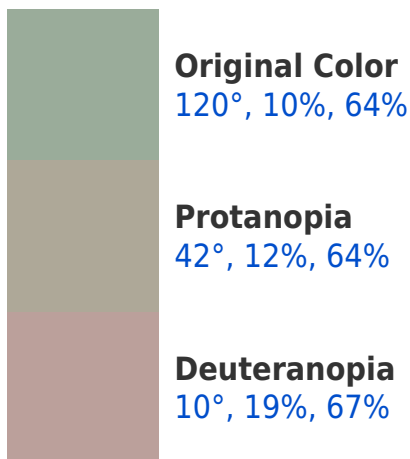 Original Color
120°, 10%, 64%
Protanopia
42°, 12%, 64%
Deuteranopia
10°, 19%, 67%